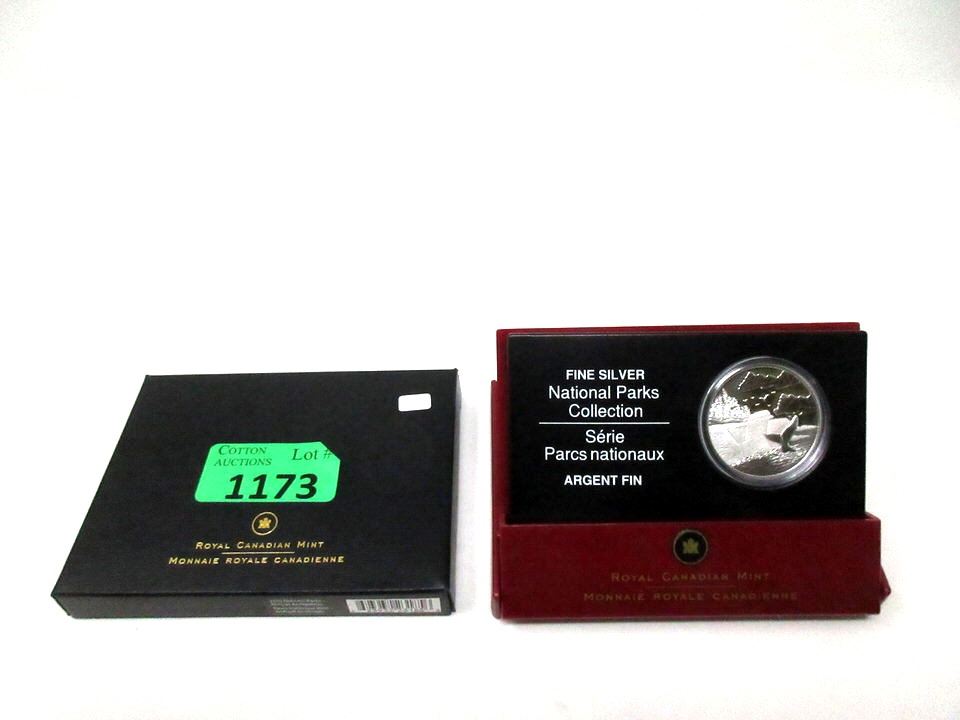 COTTON
AUCTIONS
Lot #
1173
ROYAL CANADIAN MINT
MONNAIE ROYALE CANADIENNE
FINE SILVER
National Parks
Collection
Série
Parcs nationaux
ARGENT FIN
ROYAL CANADIAN MINT
MONNAIE ROYALE CANADIENNE